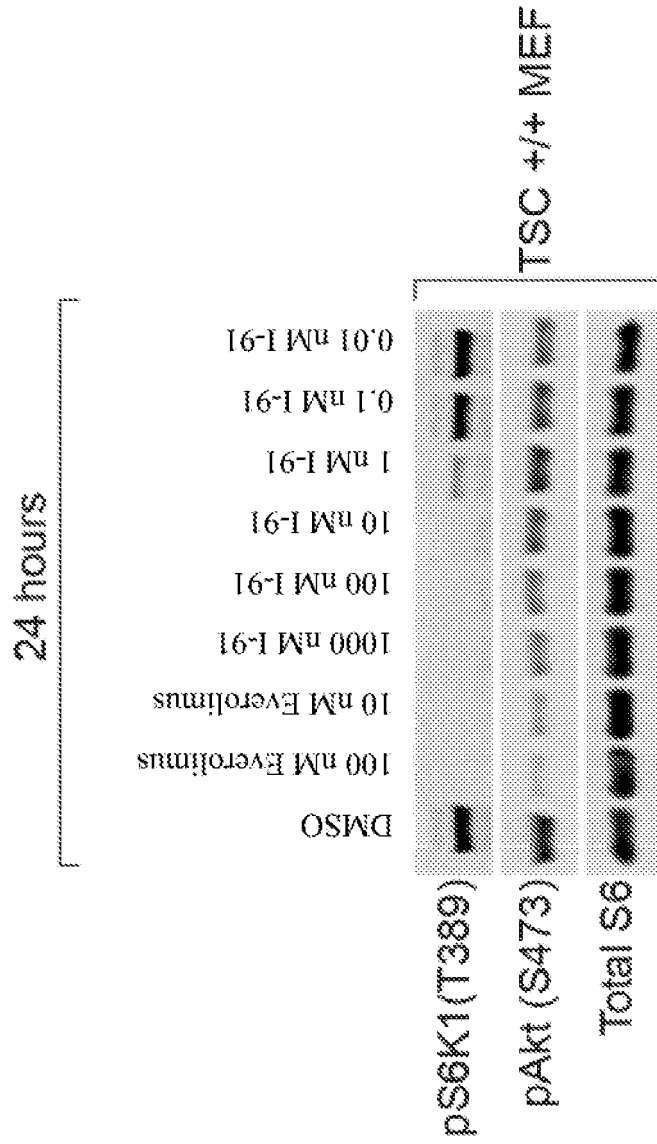 24 hours
DMSO
100 nM Everolimus
10 nM Everolimus
1000 nM I-91
100 nM I-91
10 nM I-91
1 nM I-91
0.1 nM I-91
0.01 nM I-91
pS6K1(T389)
pAkt (S473)
Total S6
TSC +/+ MEF